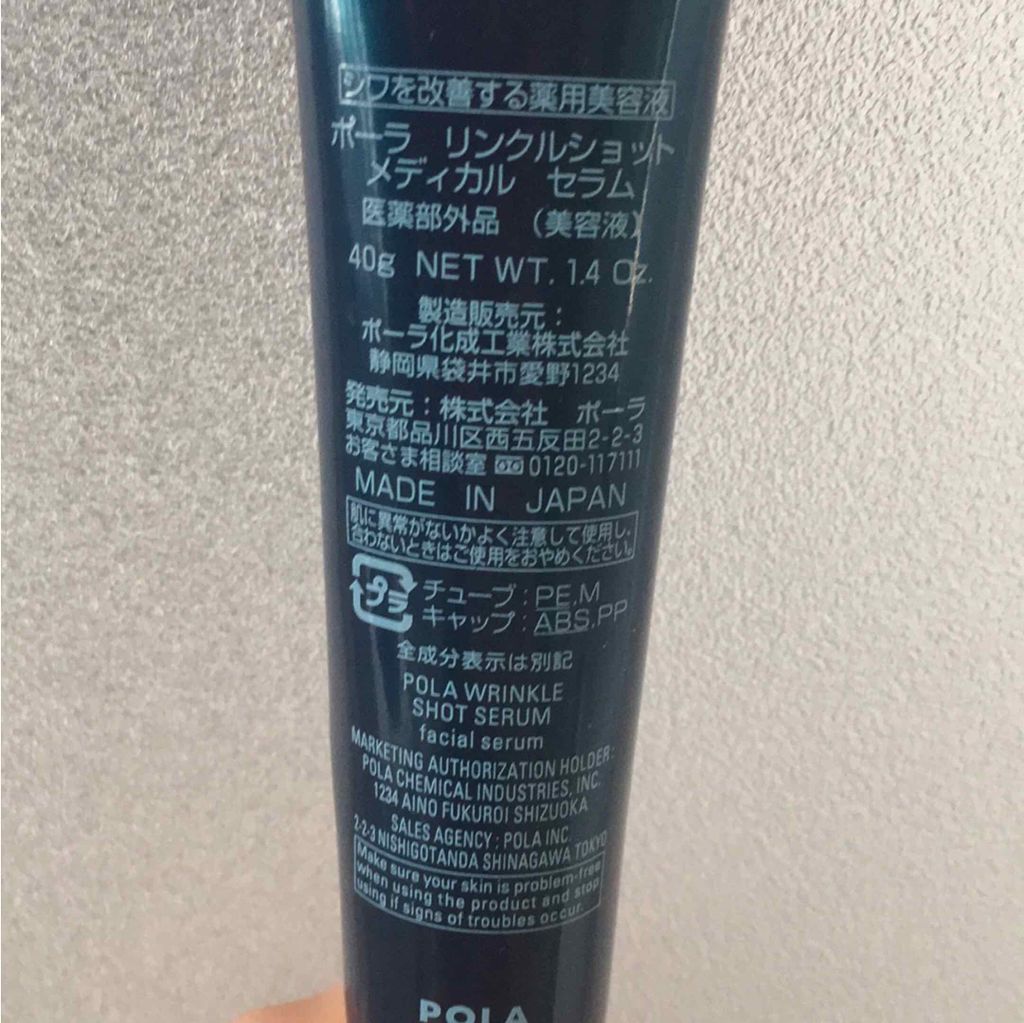 シワを改善する薬用美容液
ポーラ リンクルショット
メディカル セラム
医薬部外品 (美容液)
40g NET WT. 1.4 Oz.
製造販売元:
ポーラ化成工業株式会社
静岡県袋井市愛野1234
発売元:株式会社 ポーラ
東京都品川区西五反田2-2-3
お客さま相談室 0120-117111
MADE IN JAPAN
肌に異常がないかよく注意して使用し、
合わないときはご使用をおやめください。
プラ チューブ:PE,M
キャップ:ABS,PP
全成分表示は別記
POLA WRINKLE
SHOT SERUM
facial serum
MARKETING AUTHORIZATION HOLDER:
POLA CHEMICAL INDUSTRIES, INC.
1234 AINO FUKUROI SHIZUOKA
SALES AGENCY: POLA INC.
2-2-3 NISHIGOTANDA SHINAGAWA TOKYO
Make sure your skin is problem-free
when using the product and stop
using if signs of troubles occur.
POLA